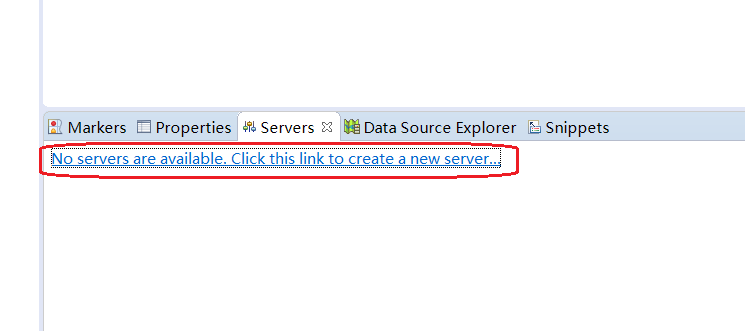 Markers Properties Servers Data Source Explorer Snippets
No servers are available. Click this link to create a new server...